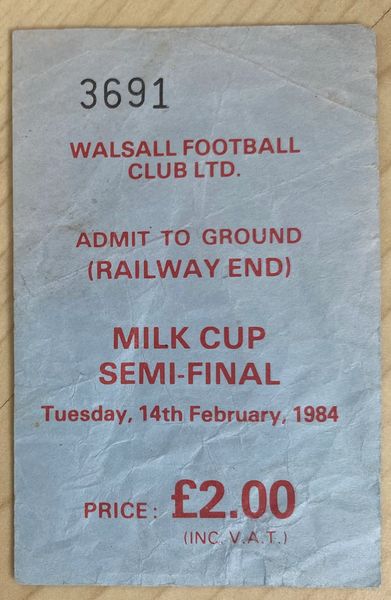 3691
WALSALL FOOTBALL
CLUB LTD.
ADMIT TO GROUND
(RAILWAY END)
MILK CUP
SEMI-FINAL
Tuesday, 14th February, 1984
PRICE: £2.00
(INC. V.A.T.)